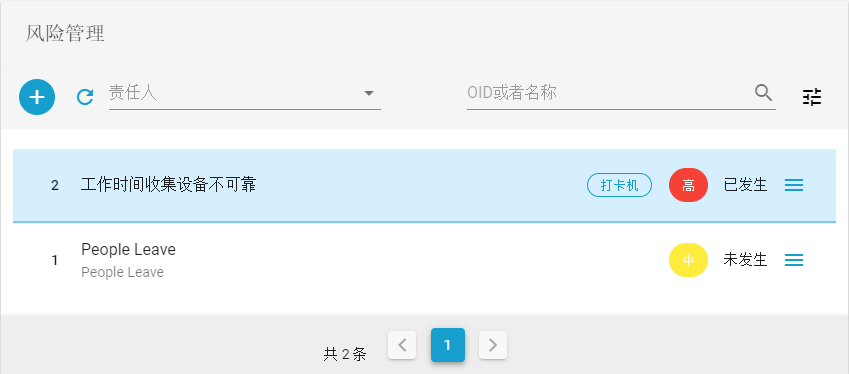 风险管理
责任人 OID或者名称
2 工作时间收集设备不可靠 打卡机 高 已发生
1 People Leave 中 未发生
People Leave
共 2 条 1